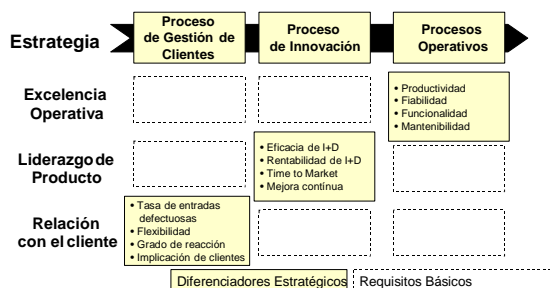 Estrategia
Proceso
de Gestión de
Clientes
Proceso
de Innovación
Procesos
Operativos
Excelencia
Operativa
• Productividad
• Fiabilidad
• Funcionalidad
• Mantenibilidad
Liderazgo de
Producto
• Eficacia de I+D
• Rentabilidad de I+D
• Time to Market
• Mejora contínua
Relación
con el cliente
• Tasa de entradas
defectuosas
• Flexibilidad
• Grado de reacción
• Implicación de clientes
Diferenciadores Estratégicos
Requisitos Básicos